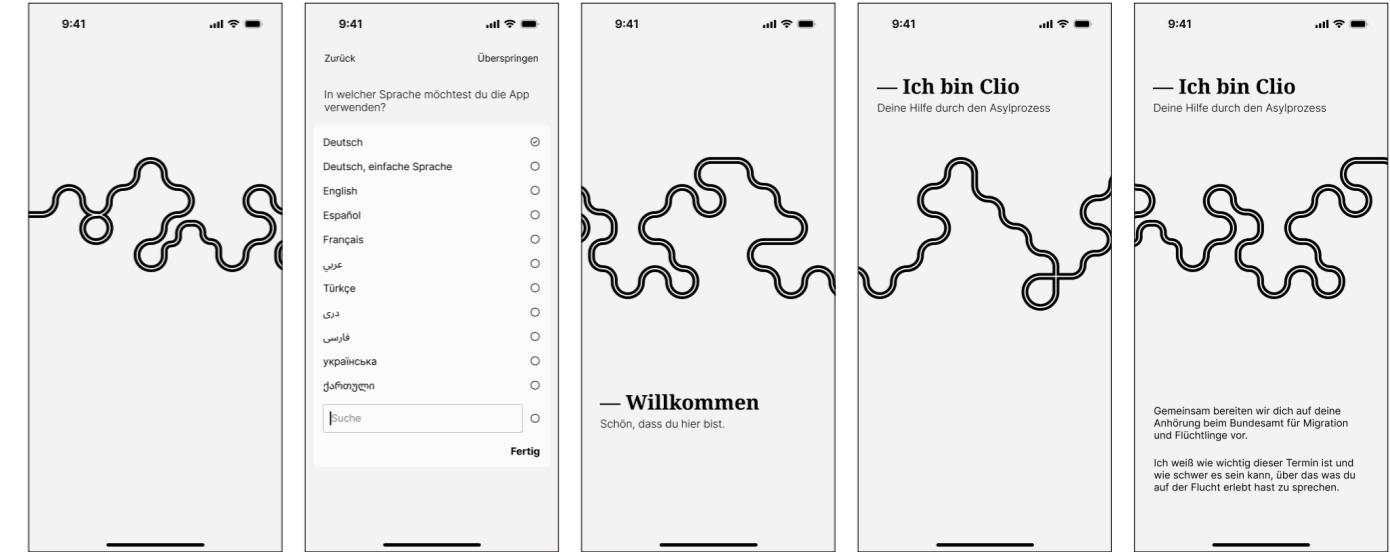 9:41
9:41
Zurück
Überspringen
In welcher Sprache möchtest du die App
verwenden?
Deutsch
Deutsch, einfache Sprache
English
Español
Français
عربي
Türkçe
دری
فارسی
українська
ქართული
Suche
Fertig
9:41
— Willkommen
Schön, dass du hier bist.
9:41
— Ich bin Clio
Deine Hilfe durch den Asylprozess
9:41
— Ich bin Clio
Deine Hilfe durch den Asylprozess
Gemeinsam bereiten wir dich auf deine
Anhörung beim Bundesamt für Migration
und Flüchtlinge vor.
Ich weiß wie wichtig dieser Termin ist und
wie schwer es sein kann, über das was du
auf der Flucht erlebt hast zu sprechen.